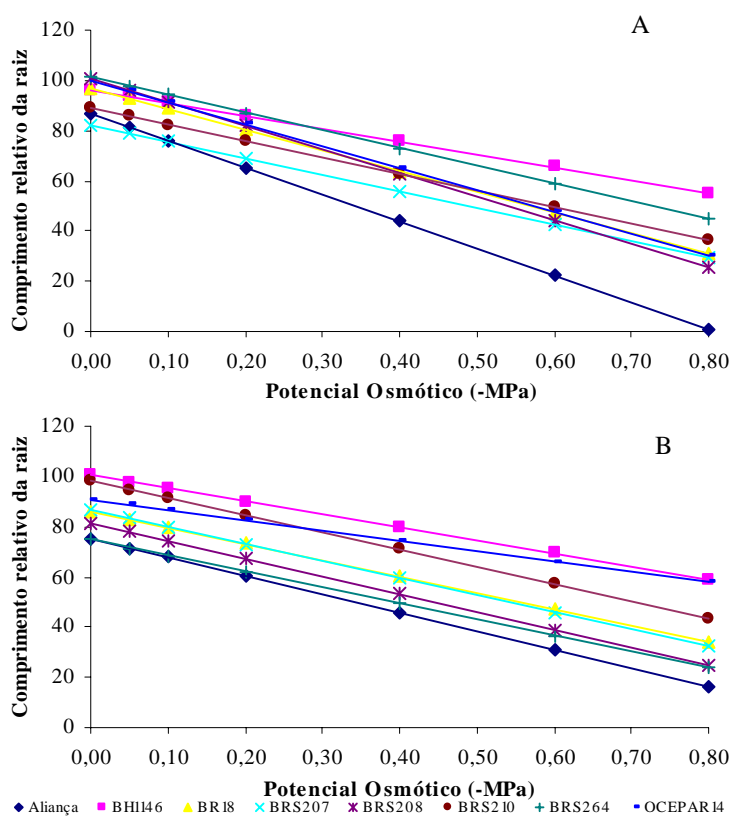 A
Comprimento relativo da raiz
120
100
80
60
40
20
0
0,00 0,10 0,20 0,30 0,40 0,50 0,60 0,70 0,80
Potencial Osmótico (-MPa)
B
Comprimento relativo da raiz
120
100
80
60
40
20
0
0,00 0,10 0,20 0,30 0,40 0,50 0,60 0,70 0,80
Potencial Osmótico (-MPa)
Aliança BH1146 BR18 BRS207 BRS208 BRS210 BRS264 OCEPAR14